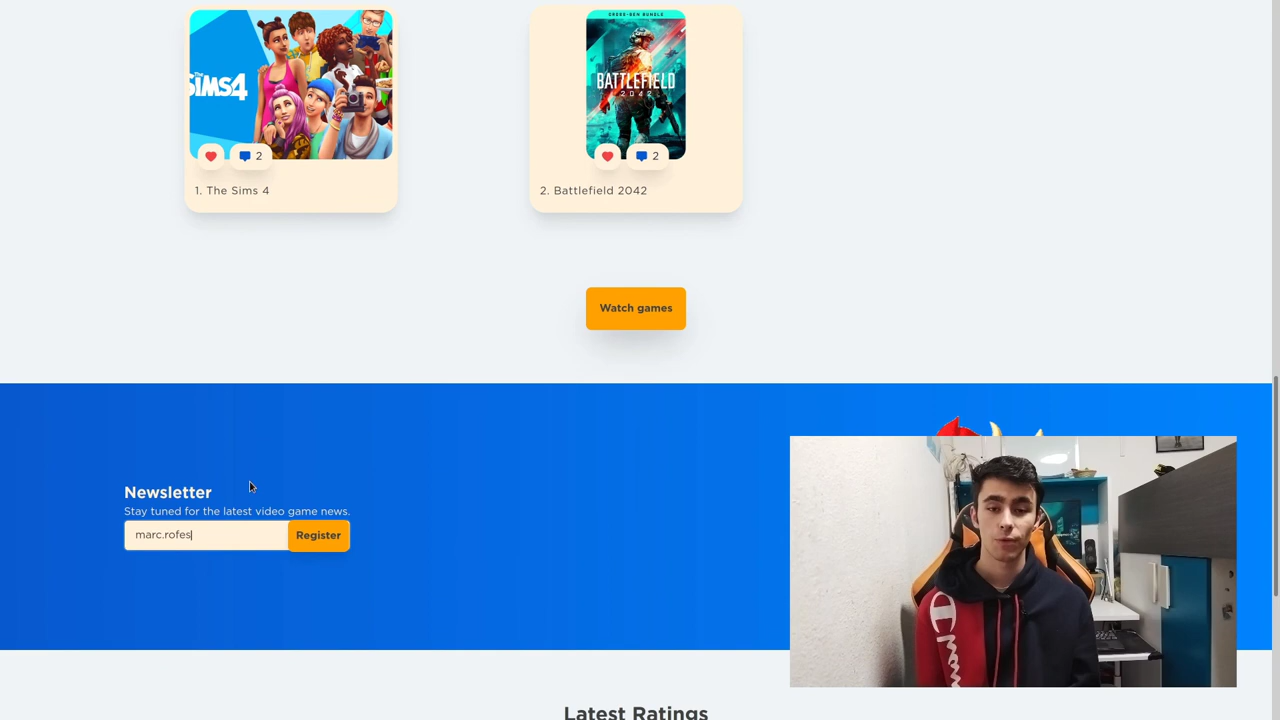 The
SIMS4
CROSS-GEN BUNDLE
BATTLEFIELD
2042
2
2
1. The Sims 4
2. Battlefield 2042
Watch games
Newsletter
Stay tuned for the latest video game news.
marc.rofes
Register
Latest Ratings